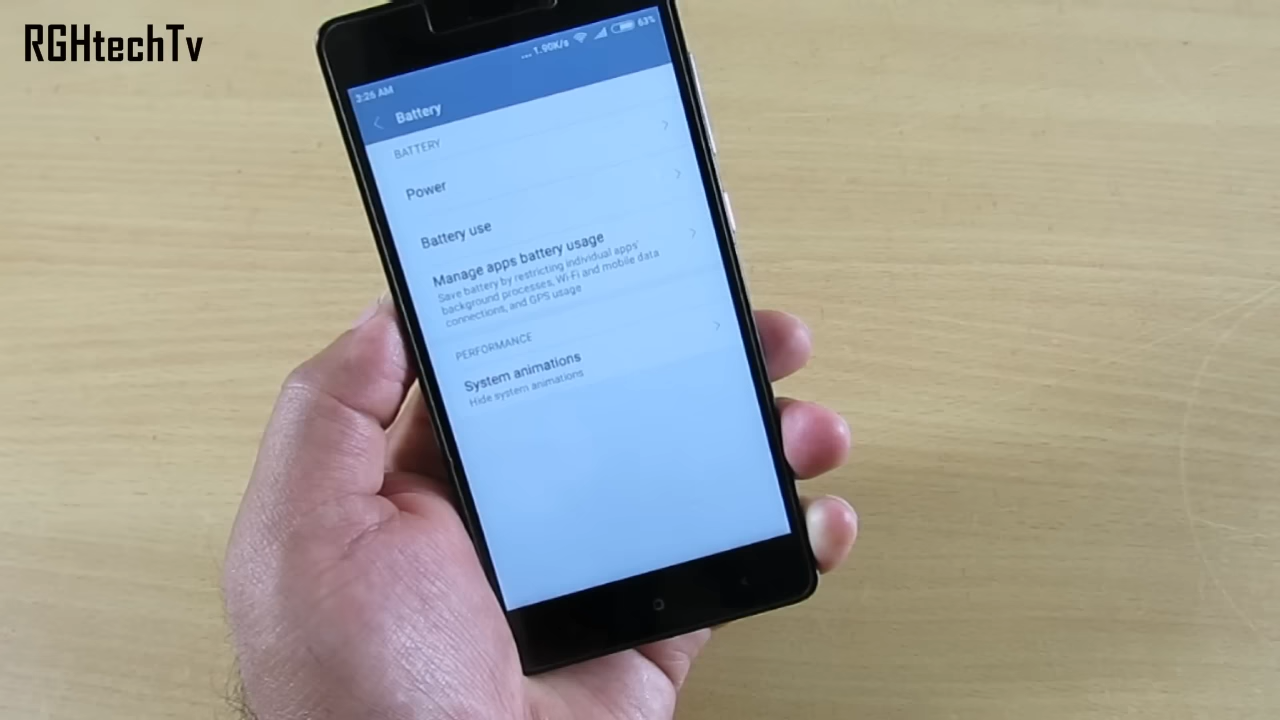 RGHtechTv
... 1.90K/s 63%
3:26 AM
Battery
BATTERY
Power
Battery use
Manage apps battery usage
Save battery by restricting individual apps'
background processes, Wi Fi and mobile data
connections, and GPS usage
PERFORMANCE
System animations
Hide system animations